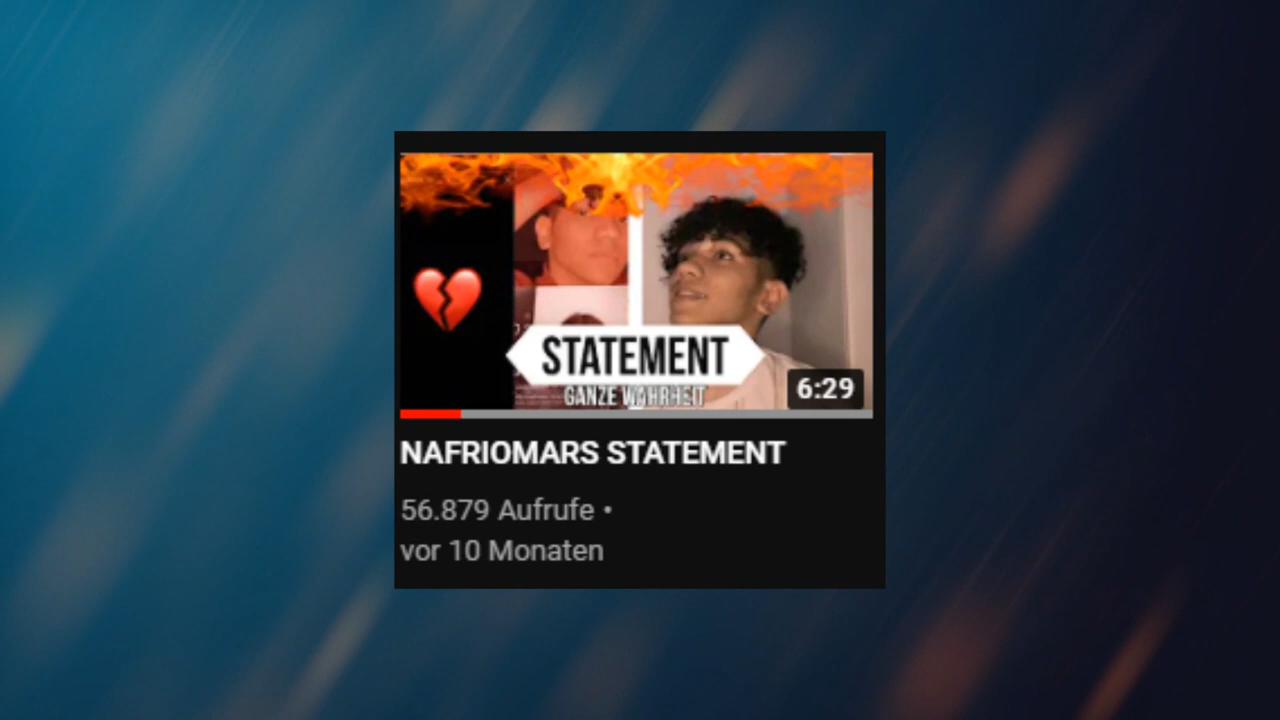 STATEMENT
GANZE WAHRHEIT
6:29
NAFRIOMARS STATEMENT
56.879 Aufrufe •
vor 10 Monaten